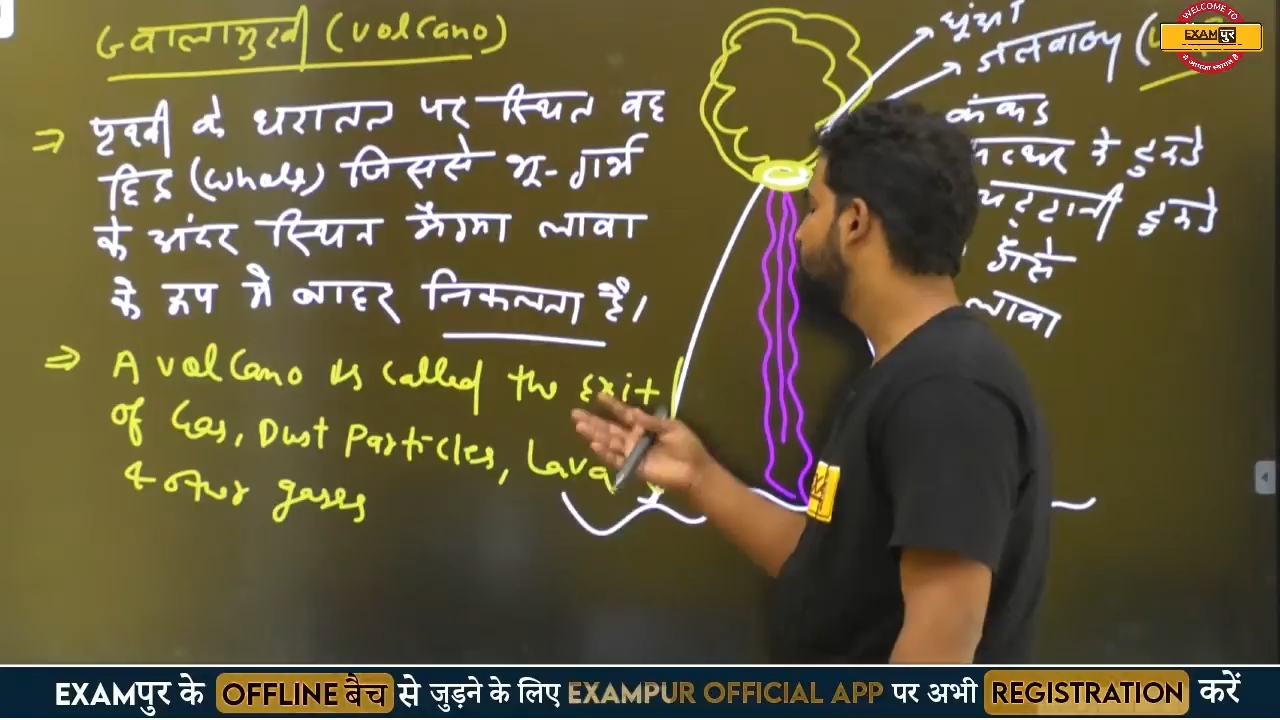 ज्वालामुखी (volcano)
⇒ पृथ्वी के धरातल पर स्थित वह
छिद्र (whole) जिससे भू-गर्भ
के अंदर स्थित मैग्मा लावा
के रूप में बाहर निकलता है।
⇒ A volcano is called the exit
of Gas, Dust Particles, Lava
& other gases
धुंआ
जलवाष्प
कंकड
पत्थर के टुकडे
चट्टानी टुकडे
गैसे
लावा
WELCOME TO
EXAMपुर
में आपका स्वागत है
EXAMपुर के OFFLINE बैच से जुड़ने के लिए EXAMPUR OFFICIAL APP पर अभी REGISTRATION करें